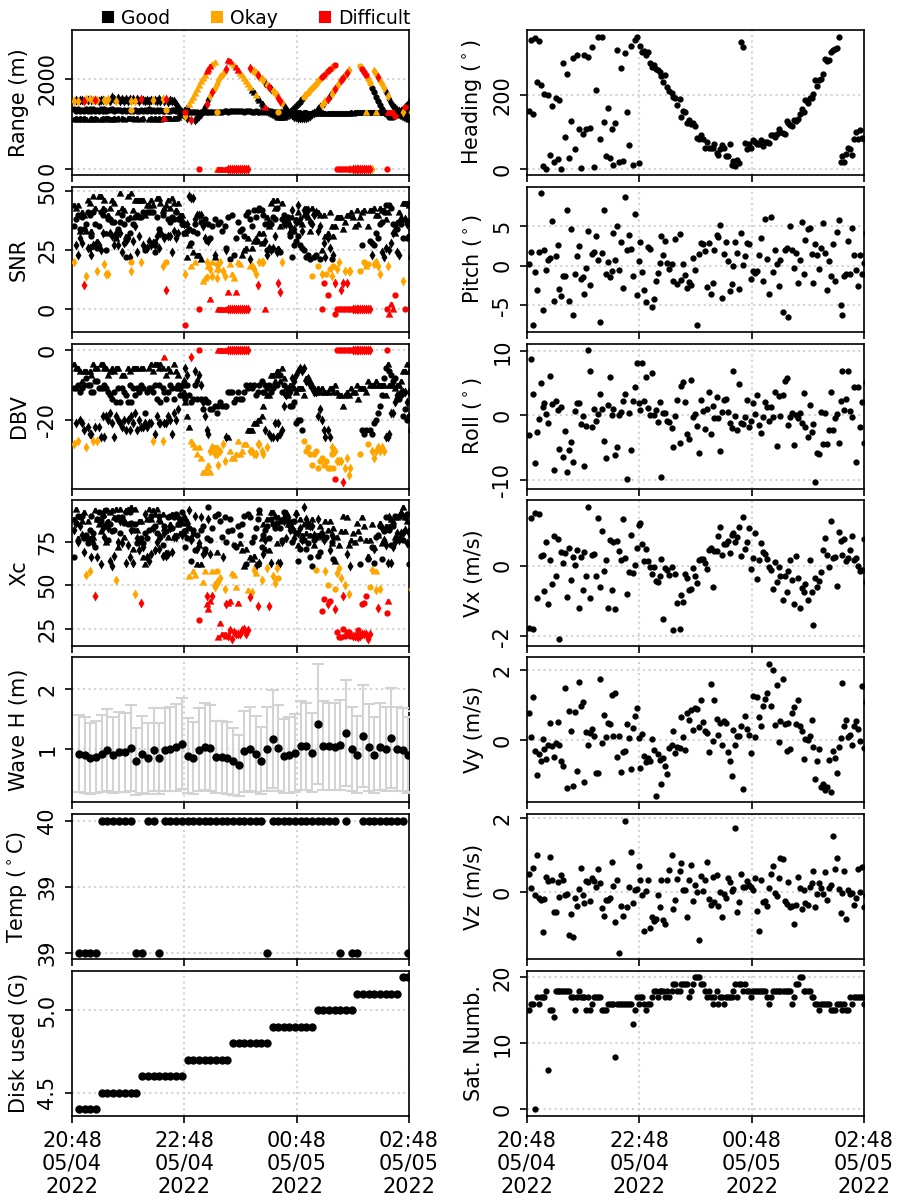 Good Okay Difficult
Range (m)
2000
0
Heading (°)
200
0
SNR
50
25
0
Pitch (°)
5
0
-5
DBV
0
-20
Roll (°)
10
0
-10
Xc
75
50
25
Vx (m/s)
0
-2
Wave H (m)
2
1
Vy (m/s)
2
0
Temp (°C)
40
39
39
Vz (m/s)
2
0
Disk used (G)
5.0
4.5
Sat. Numb.
20
10
0
20:48 22:48 00:48 02:48
05/04 05/04 05/05 05/05
2022 2022 2022 2022
20:48 22:48 00:48 02:48
05/04 05/04 05/05 05/05
2022 2022 2022 2022